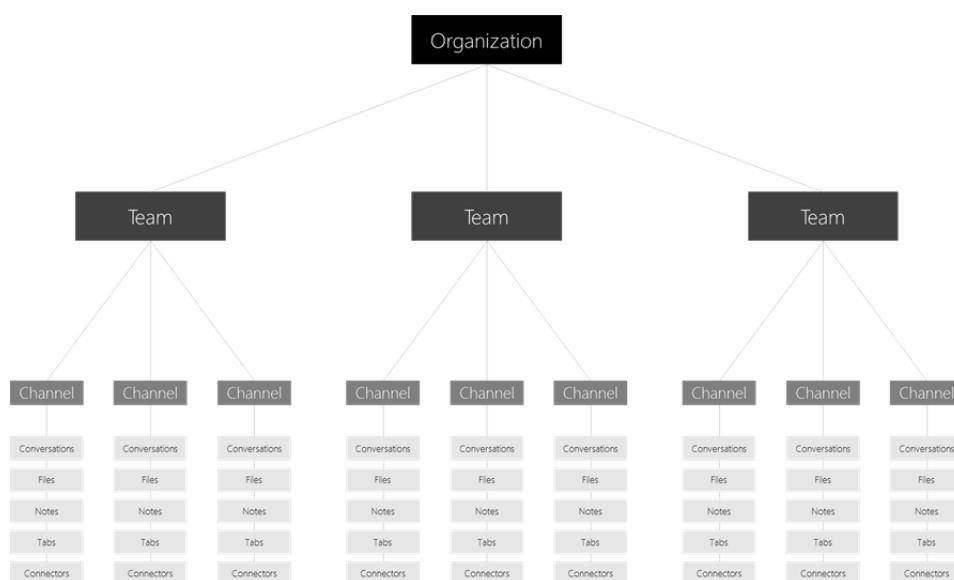 Organization
Team Team Team
Channel Channel Channel Channel Channel Channel Channel Channel Channel
Conversations Conversations Conversations Conversations Conversations Conversations Conversations Conversations Conversations
Files Files Files Files Files Files Files Files Files
Notes Notes Notes Notes Notes Notes Notes Notes Notes
Tabs Tabs Tabs Tabs Tabs Tabs Tabs Tabs Tabs
Connectors Connectors Connectors Connectors Connectors Connectors Connectors Connectors Connectors